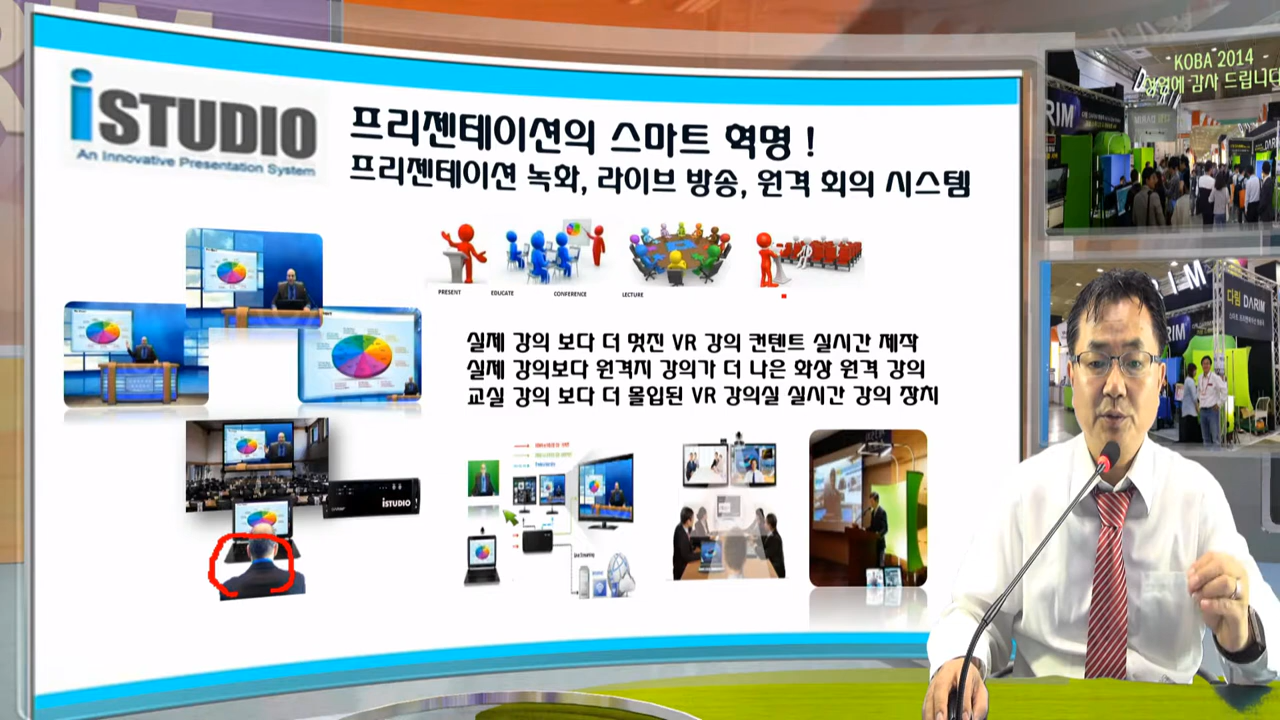 iSTUDIO
An Innovative Presentation System
프리젠테이션의 스마트 혁명 !
프리젠테이션 녹화, 라이브 방송, 원격 회의 시스템
PRESENT EDUCATE CONFERENCE LECTURE
실제 강의 보다 더 멋진 VR 강의 컨텐트 실시간 제작
실제 강의보다 원격지 강의가 더 나은 화상 원격 강의
교실 강의 보다 더 몰입된 VR 강의실 실시간 강의 장치
iSTUDIO
- KOBA 2014 -
감사 드립니다
DARIM
다림 DARIM